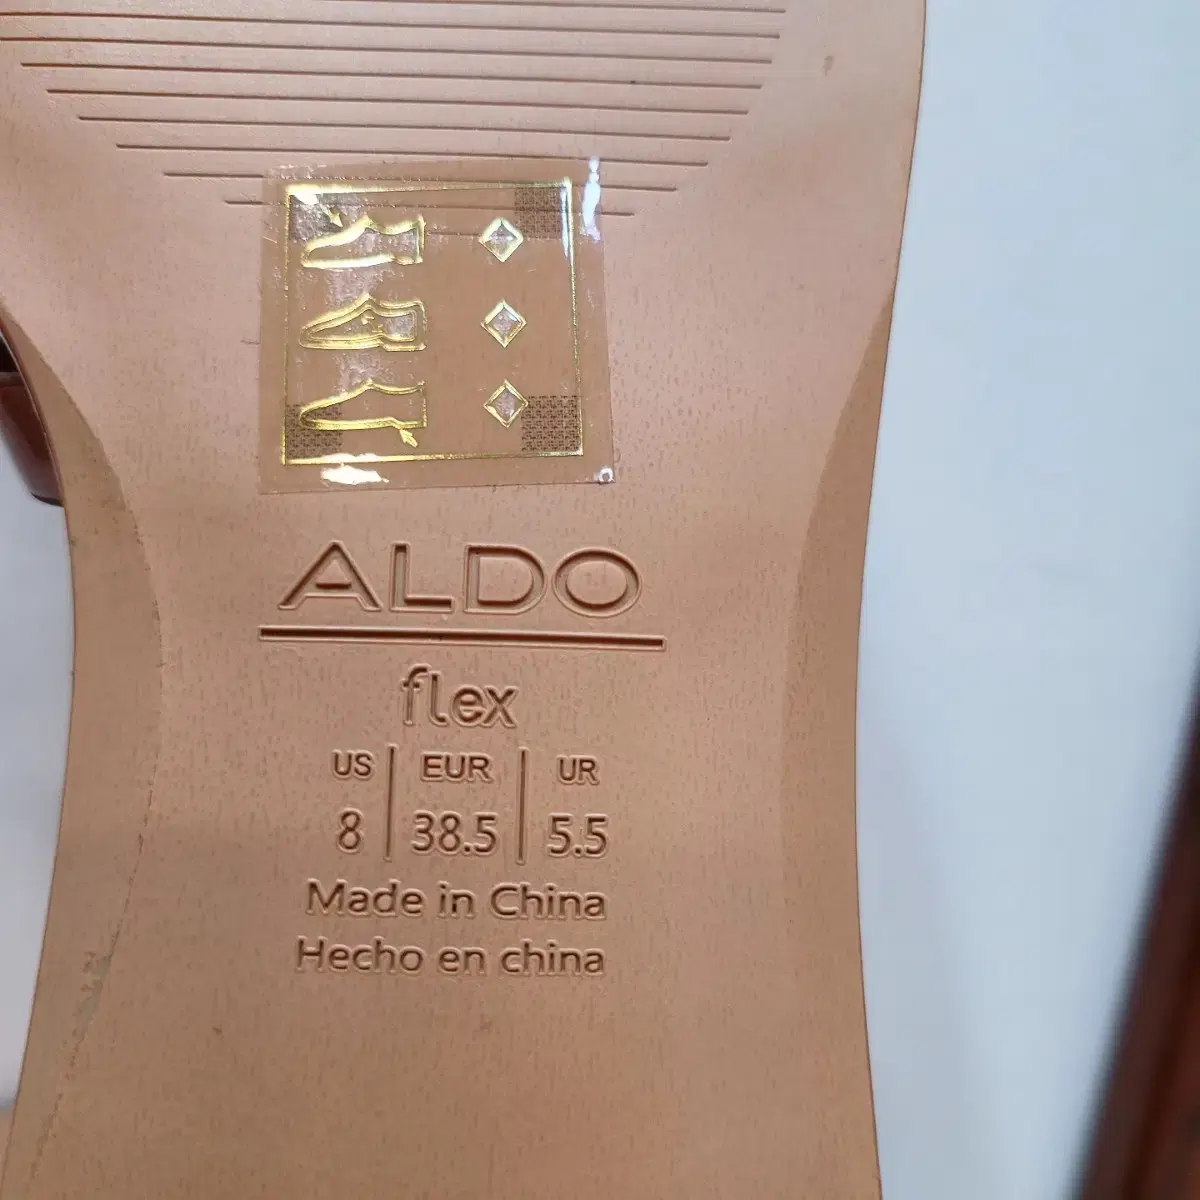 ALDO
flex
US | EUR | UR
8 | 38.5 | 5.5
Made in China
Hecho en china